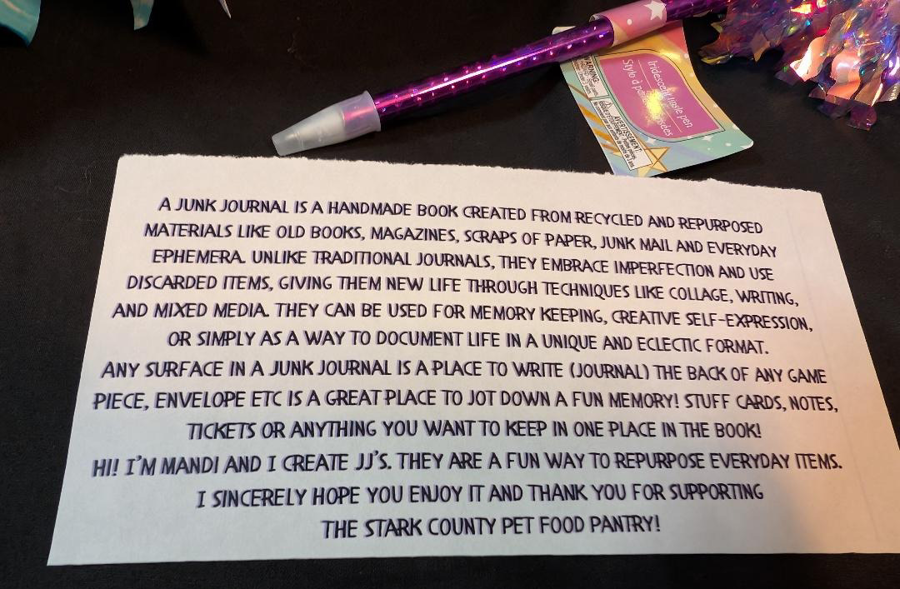 Iridescent
pen
Stylo à
AVERTISSEMENT:
A JUNK JOURNAL IS A HANDMADE BOOK CREATED FROM RECYCLED AND REPURPOSED
MATERIALS LIKE OLD BOOKS, MAGAZINES, SCRAPS OF PAPER, JUNK MAIL AND EVERYDAY
EPHEMERA. UNLIKE TRADITIONAL JOURNALS, THEY EMBRACE IMPERFECTION AND USE
DISCARDED ITEMS, GIVING THEM NEW LIFE THROUGH TECHNIQUES LIKE COLLAGE, WRITING,
AND MIXED MEDIA. THEY CAN BE USED FOR MEMORY KEEPING, CREATIVE SELF-EXPRESSION,
OR SIMPLY AS A WAY TO DOCUMENT LIFE IN A UNIQUE AND ECLECTIC FORMAT.
ANY SURFACE IN A JUNK JOURNAL IS A PLACE TO WRITE (JOURNAL) THE BACK OF ANY GAME
PIECE, ENVELOPE ETC IS A GREAT PLACE TO JOT DOWN A FUN MEMORY! STUFF CARDS, NOTES,
TICKETS OR ANYTHING YOU WANT TO KEEP IN ONE PLACE IN THE BOOK!
HI! I'M MANDI AND I CREATE JJ'S. THEY ARE A FUN WAY TO REPURPOSE EVERYDAY ITEMS.
I SINCERELY HOPE YOU ENJOY IT AND THANK YOU FOR SUPPORTING
THE STARK COUNTY PET FOOD PANTRY!